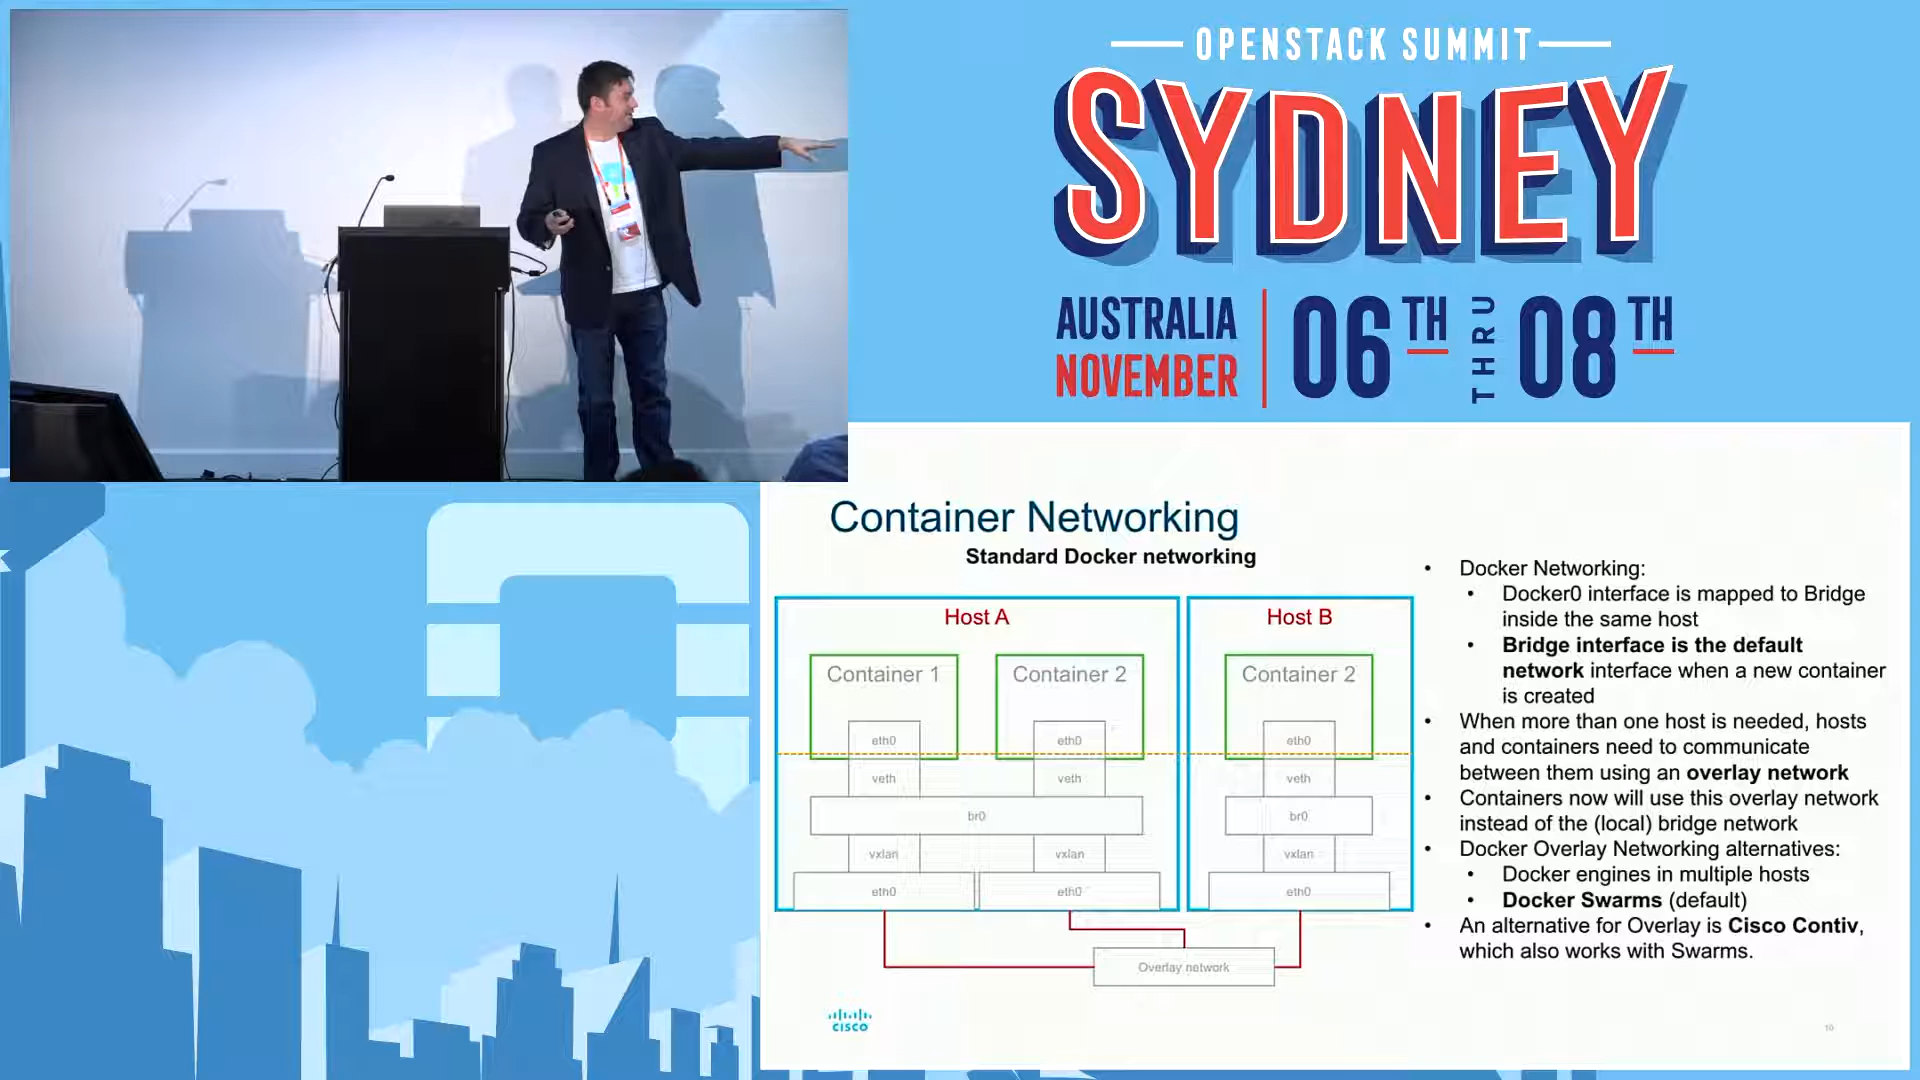 OPENSTACK SUMMIT
SYDNEY
AUSTRALIA
NOVEMBER
06TH
THRU
08TH
Container Networking
Standard Docker networking
Host A
Host B
Container 1
Container 2
Container 2
eth0
eth0
eth0
veth
veth
veth
br0
br0
vxlan
vxlan
vxlan
eth0
eth0
eth0
Overlay network
• Docker Networking:
• Docker0 interface is mapped to Bridge
inside the same host
• Bridge interface is the default
network interface when a new container
is created
• When more than one host is needed, hosts
and containers need to communicate
between them using an overlay network
• Containers now will use this overlay network
instead of the (local) bridge network
• Docker Overlay Networking alternatives:
• Docker engines in multiple hosts
• Docker Swarms (default)
• An alternative for Overlay is Cisco Contiv,
which also works with Swarms.
CISCO
10